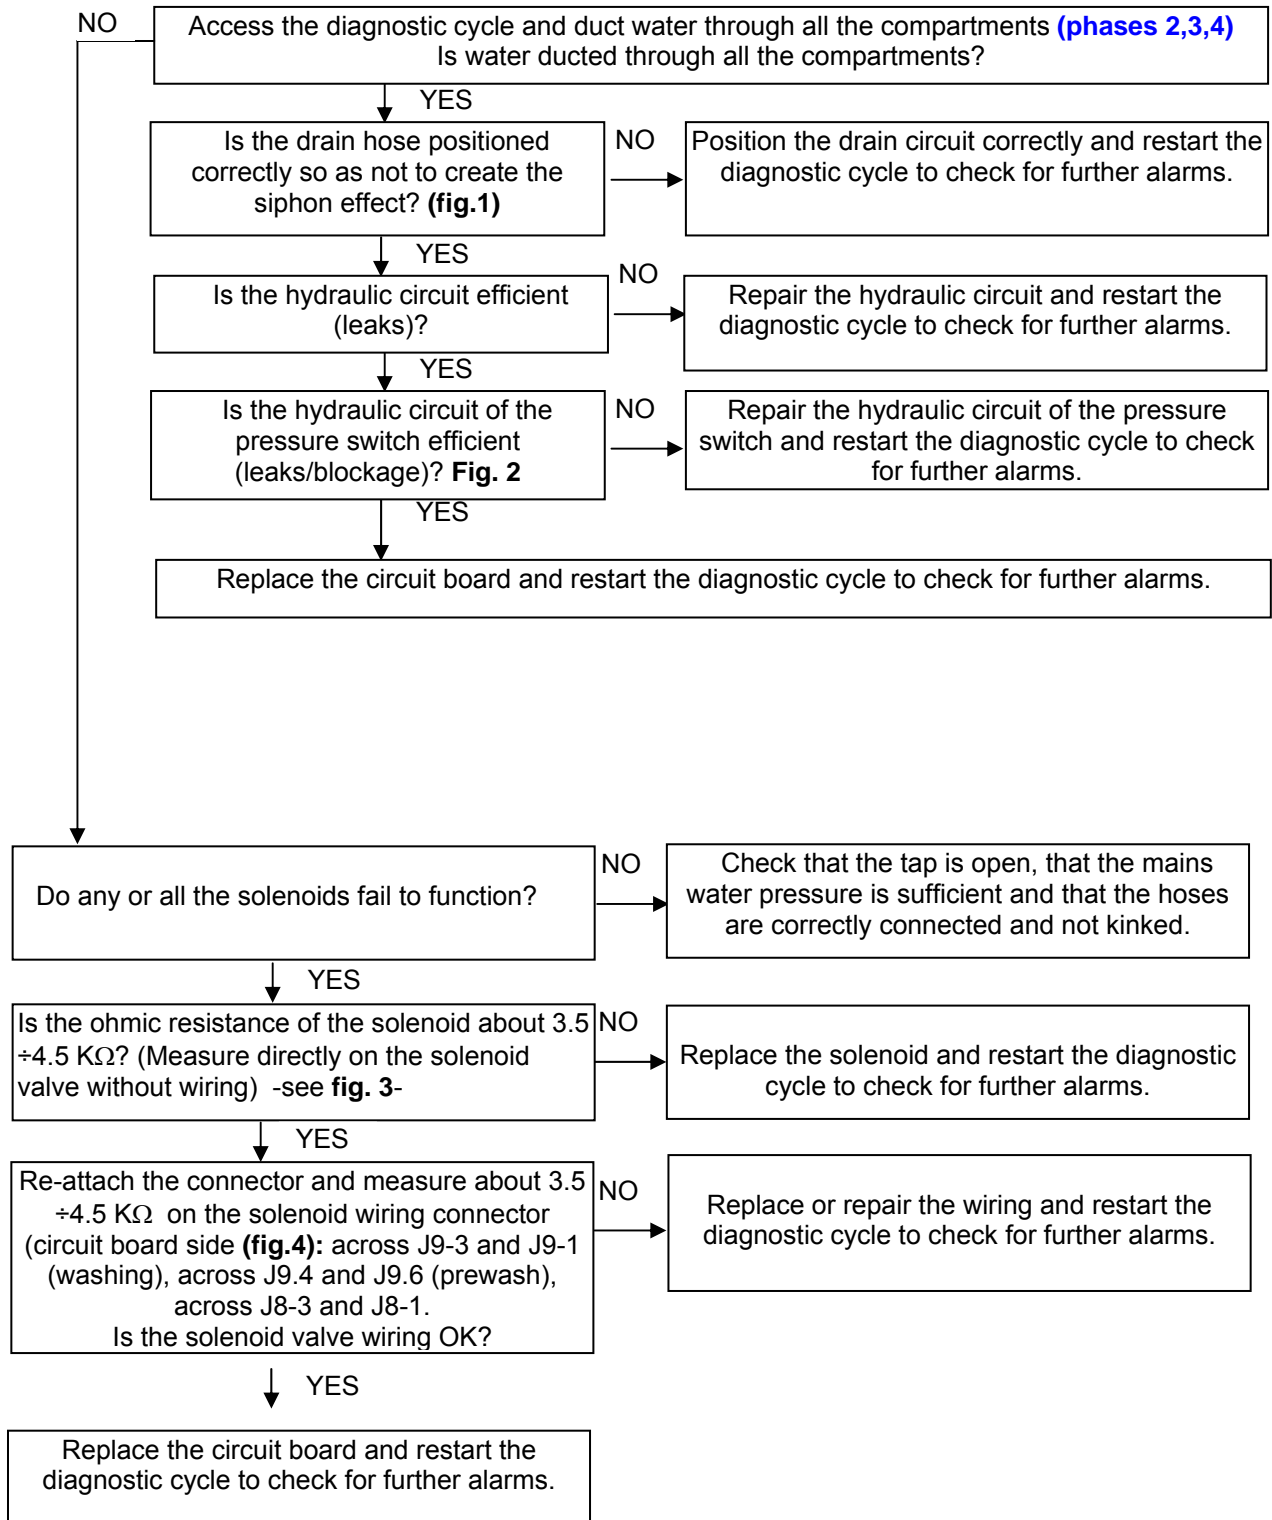 NO
Access the diagnostic cycle and duct water through all the compartments (phases 2,3,4)
Is water ducted through all the compartments?
YES
Is the drain hose positioned
correctly so as not to create the
siphon effect? (fig.1)
NO
Position the drain circuit correctly and restart the
diagnostic cycle to check for further alarms.
YES
Is the hydraulic circuit efficient
(leaks)?
NO
Repair the hydraulic circuit and restart the
diagnostic cycle to check for further alarms.
YES
Is the hydraulic circuit of the
pressure switch efficient
(leaks/blockage)? Fig. 2
NO
Repair the hydraulic circuit of the pressure
switch and restart the diagnostic cycle to check
for further alarms.
YES
Replace the circuit board and restart the diagnostic cycle to check for further alarms.
Do any or all the solenoids fail to function?
NO
Check that the tap is open, that the mains
water pressure is sufficient and that the hoses
are correctly connected and not kinked.
YES
Is the ohmic resistance of the solenoid about 3.5
÷4.5 KΩ? (Measure directly on the solenoid
valve without wiring) -see fig. 3-
NO
Replace the solenoid and restart the diagnostic
cycle to check for further alarms.
YES
Re-attach the connector and measure about 3.5
÷4.5 KΩ on the solenoid wiring connector
(circuit board side (fig.4): across J9-3 and J9-1
(washing), across J9.4 and J9.6 (prewash),
across J8-3 and J8-1.
Is the solenoid valve wiring OK?
NO
Replace or repair the wiring and restart the
diagnostic cycle to check for further alarms.
YES
Replace the circuit board and restart the
diagnostic cycle to check for further alarms.